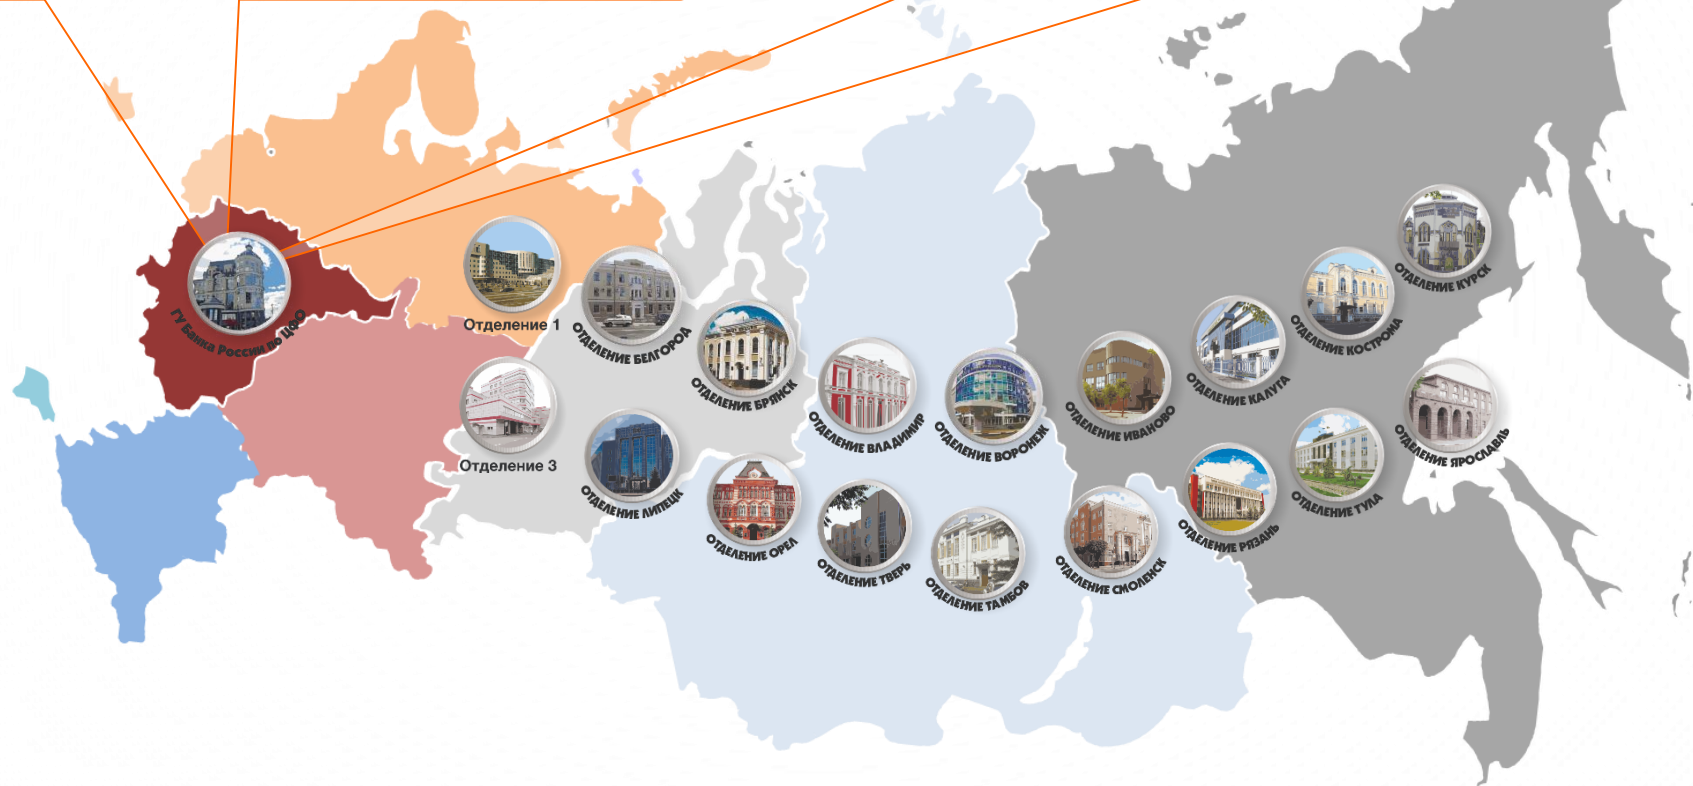 ГУ Банка России по ЦФО
Отделение 1
ОТДЕЛЕНИЕ БЕЛГОРОД
ОТДЕЛЕНИЕ БРЯНСК
ОТДЕЛЕНИЕ ВЛАДИМИР
ОТДЕЛЕНИЕ ВОРОНЕЖ
ОТДЕЛЕНИЕ ИВАНОВО
ОТДЕЛЕНИЕ КАЛУГА
ОТДЕЛЕНИЕ КОСТРОМА
ОТДЕЛЕНИЕ КУРСК
Отделение 3
ОТДЕЛЕНИЕ ЛИПЕЦК
ОТДЕЛЕНИЕ ОРЕЛ
ОТДЕЛЕНИЕ ТВЕРЬ
ОТДЕЛЕНИЕ ТАМБОВ
ОТДЕЛЕНИЕ СМОЛЕНСК
ОТДЕЛЕНИЕ РЯЗАНЬ
ОТДЕЛЕНИЕ ТУЛА
ОТДЕЛЕНИЕ ЯРОСЛАВЛЬ